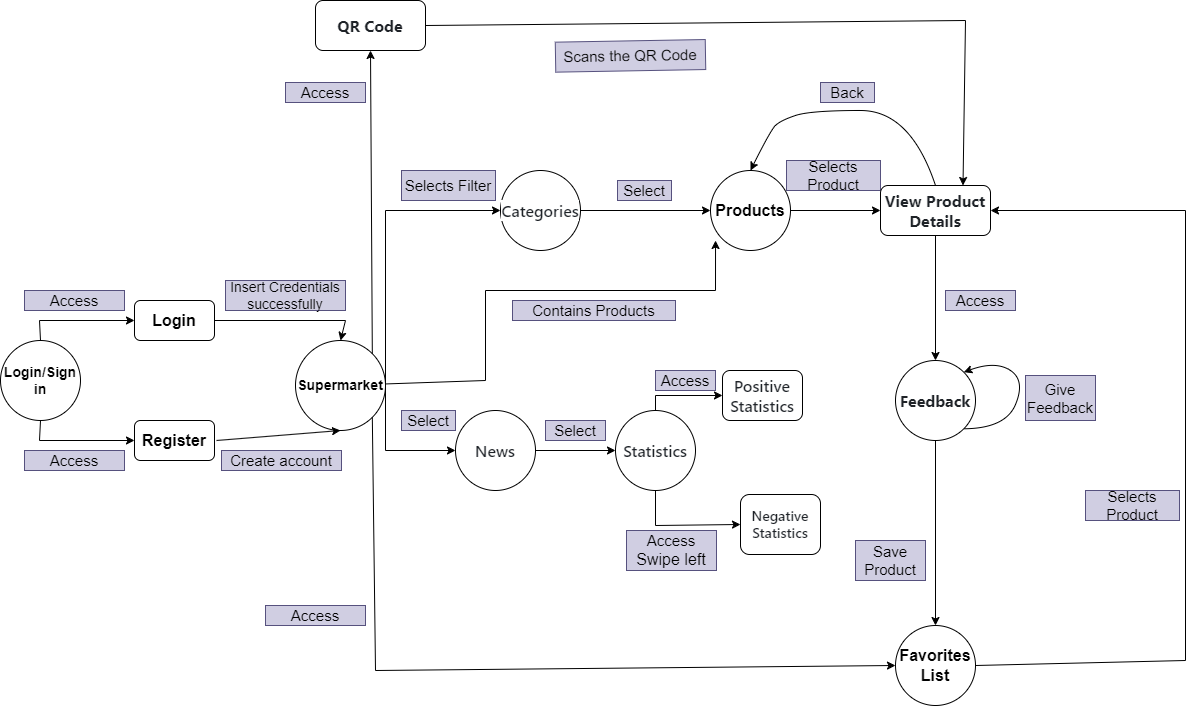 QR Code
Scans the QR Code
Access
Back
Selects Filter
Categories
Select
Products
Selects
Product
View Product
Details
Access
Insert Credentials
successfully
Login
Access
Contains Products
Login/Sign
in
Supermarket
Access
Positive
Statistics
Feedback
Give
Feedback
Register
Access
Create account
Select
News
Select
Statistics
Negative
Statistics
Access
Swipe left
Selects
Product
Save
Product
Access
Favorites
List